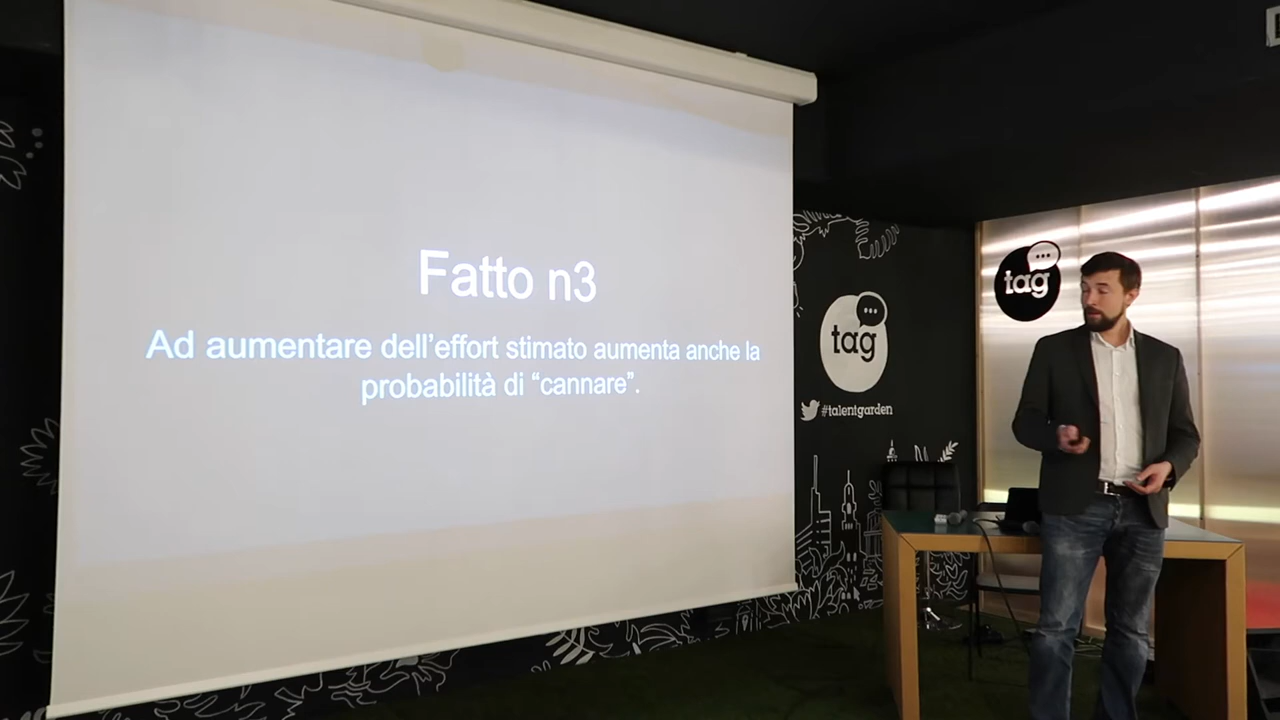 Fatto n3
Ad aumentare dell’effort stimato aumenta anche la
probabilità di “cannare”.
tag
#talentgarden
tag